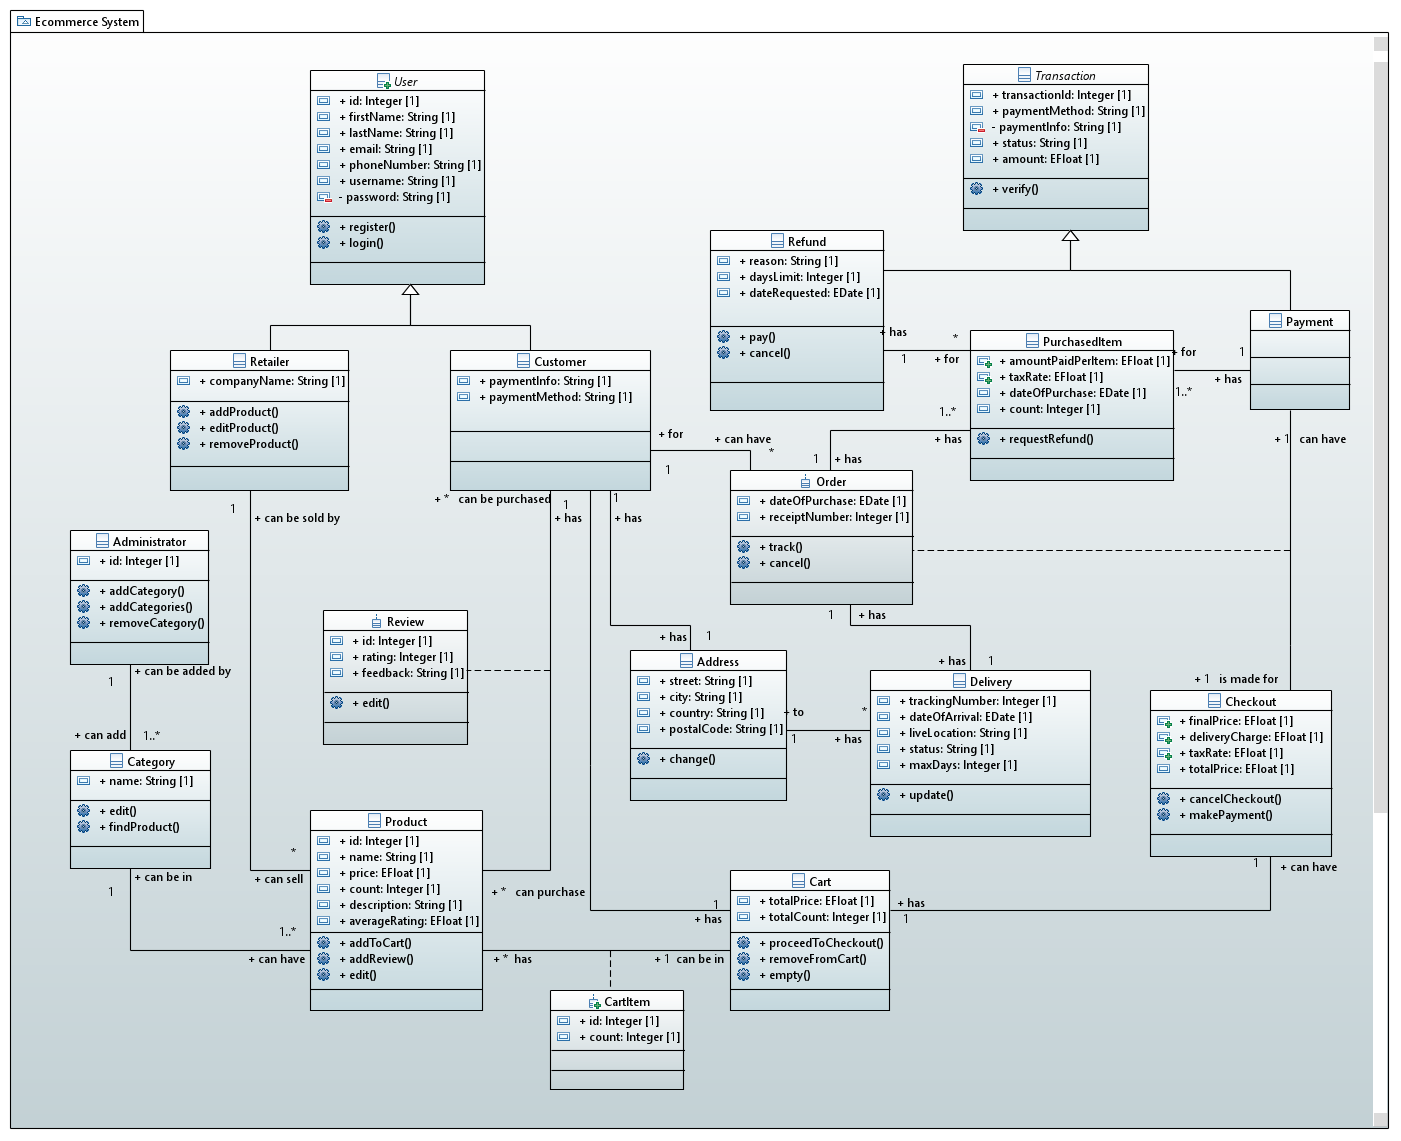 Ecommerce System
User
+ id: Integer [1]
+ firstName: String [1]
+ lastName: String [1]
+ email: String [1]
+ phoneNumber: String [1]
+ username: String [1]
- password: String [1]
+ register()
+ login()
Transaction
+ transactionId: Integer [1]
+ paymentMethod: String [1]
- paymentInfo: String [1]
+ status: String [1]
+ amount: EFloat [1]
+ verify()
Refund
+ reason: String [1]
+ daysLimit: Integer [1]
+ dateRequested: EDate [1]
+ pay()
+ cancel()
+ has
*
1
+ for
PurchasedItem
+ amountPaidPerItem: EFloat [1]
+ taxRate: EFloat [1]
+ dateOfPurchase: EDate [1]
+ count: Integer [1]
+ requestRefund()
Payment
+ for
1
+ has
1..*
Retailer
+ companyName: String [1]
+ addProduct()
+ editProduct()
+ removeProduct()
Customer
+ paymentInfo: String [1]
+ paymentMethod: String [1]
+ for
+ can have
*
1
1..*
+ has
1
+ has
+ 1 can have
Order
+ dateOfPurchase: EDate [1]
+ receiptNumber: Integer [1]
+ track()
+ cancel()
+ * can be purchased
1
+ has
1
+ has
1
+ can be sold by
Administrator
+ id: Integer [1]
+ addCategory()
+ addCategories()
+ removeCategory()
+ can be added by
1
+ can add
1..*
Review
+ id: Integer [1]
+ rating: Integer [1]
+ feedback: String [1]
+ edit()
1
+ has
+ has
1
+ has
1
Address
+ street: String [1]
+ city: String [1]
+ country: String [1]
+ postalCode: String [1]
+ change()
+ to
*
1
+ has
Delivery
+ trackingNumber: Integer [1]
+ dateOfArrival: EDate [1]
+ liveLocation: String [1]
+ status: String [1]
+ maxDays: Integer [1]
+ update()
+ 1 is made for
Checkout
+ finalPrice: EFloat [1]
+ deliveryCharge: EFloat [1]
+ taxRate: EFloat [1]
+ totalPrice: EFloat [1]
+ cancelCheckout()
+ makePayment()
1
+ can have
Category
+ name: String [1]
+ edit()
+ findProduct()
+ can be in
1
*
+ can sell
1..*
+ can have
Product
+ id: Integer [1]
+ name: String [1]
+ price: EFloat [1]
+ count: Integer [1]
+ description: String [1]
+ averageRating: EFloat [1]
+ addToCart()
+ addReview()
+ edit()
+ * can purchase
1
+ has
+ * has
+ 1 can be in
Cart
+ totalPrice: EFloat [1]
+ totalCount: Integer [1]
+ proceedToCheckout()
+ removeFromCart()
+ empty()
+ has
1
CartItem
+ id: Integer [1]
+ count: Integer [1]